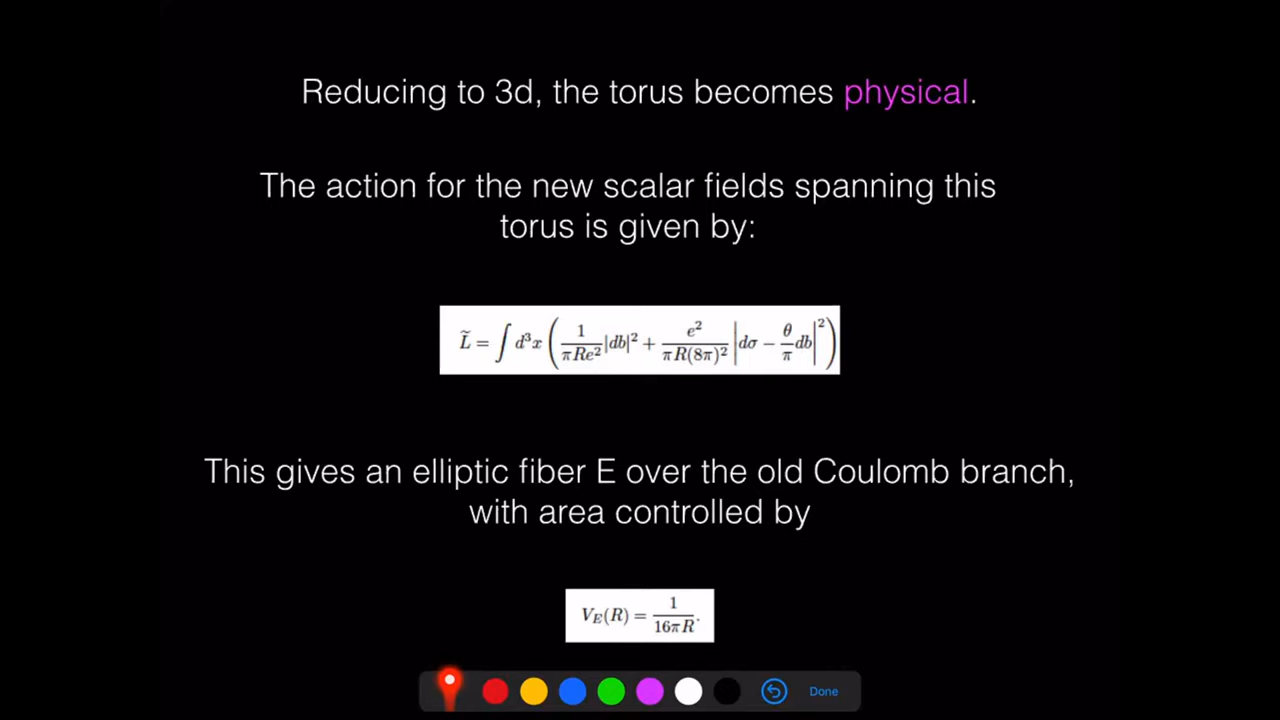 Reducing to 3d, the torus becomes physical.
The action for the new scalar fields spanning this
torus is given by:
L̃ = ∫ d³x ( 1/(πRe²) |db|² + e²/(πR(8π)²) |dσ − θ/π db|² )
This gives an elliptic fiber E over the old Coulomb branch,
with area controlled by
V_E(R) = 1/(16πR).
Done